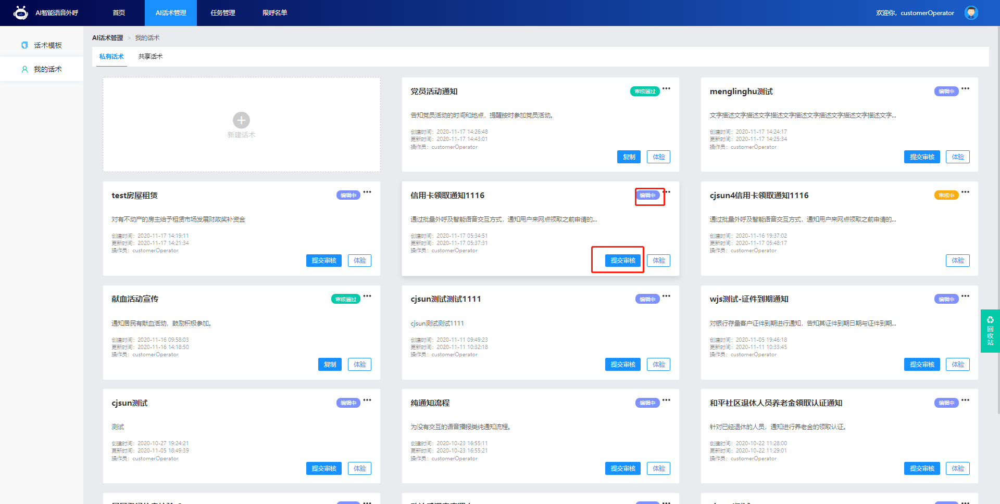 AI智能语音外呼
首页
AI话术管理
任务管理
限呼名单
欢迎你，customerOperator
话术模板
我的话术
AI话术管理 > 我的话术
私有话术
共享话术
新建话术
党员活动通知
审核通过
告知党员活动的时间和地点，提醒按时参加党员活动。
创建时间：2020-11-17 14:26:48
更新时间：2020-11-17 14:43:01
操作员：customerOperator
复制
体验
menglinghu测试
编辑中
文字描述文字描述文字描述文字描述文字描述文字描述文字描述文字...
创建时间：2020-11-17 14:24:17
更新时间：2020-11-17 14:25:34
操作员：customerOperator
提交审核
体验
test房屋租赁
编辑中
对有不动产的房主给予租赁市场发展财政奖补资金
创建时间：2020-11-17 14:19:11
更新时间：2020-11-17 14:21:34
操作员：customerOperator
提交审核
体验
信用卡领取通知1116
编辑中
通过批量外呼及智能语音交互方式，通知用户来网点领取之前申请的...
创建时间：2020-11-17 05:34:51
更新时间：2020-11-17 05:37:31
操作员：customerOperator
提交审核
体验
cjsun4信用卡领取通知1116
审核中
通过批量外呼及智能语音交互方式，通知用户来网点领取之前申请的...
创建时间：2020-11-16 19:37:02
更新时间：2020-11-17 05:48:17
操作员：customerOperator
体验
献血活动宣传
审核通过
通知居民有献血活动，鼓励积极参加。
创建时间：2020-11-16 09:58:03
更新时间：2020-11-16 14:18:50
操作员：customerOperator
复制
体验
cjsun测试测试1111
编辑中
cjsun测试测试1111
创建时间：2020-11-11 09:49:23
更新时间：2020-11-11 10:32:18
操作员：customerOperator
提交审核
体验
wjs测试-证件到期通知
编辑中
对银行存量客户证件到期进行通知，告知其证件到期日期与证件到期...
创建时间：2020-11-05 19:46:18
更新时间：2020-11-11 10:33:45
操作员：customerOperator
提交审核
体验
回收站
cjsun测试
编辑中
测试
创建时间：2020-10-27 19:24:21
更新时间：2020-11-05 18:49:39
操作员：customerOperator
提交审核
体验
纯通知流程
编辑中
为没有交互的语音播报类纯通知流程。
创建时间：2020-10-23 16:55:11
更新时间：2020-10-23 16:55:21
操作员：customerOperator
提交审核
体验
和平社区退休人员养老金领取认证通知
编辑中
针对已经退休的人员，通知进行养老金的领取认证。
创建时间：2020-10-22 11:28:00
更新时间：2020-10-22 11:29:01
操作员：customerOperator
提交审核
体验